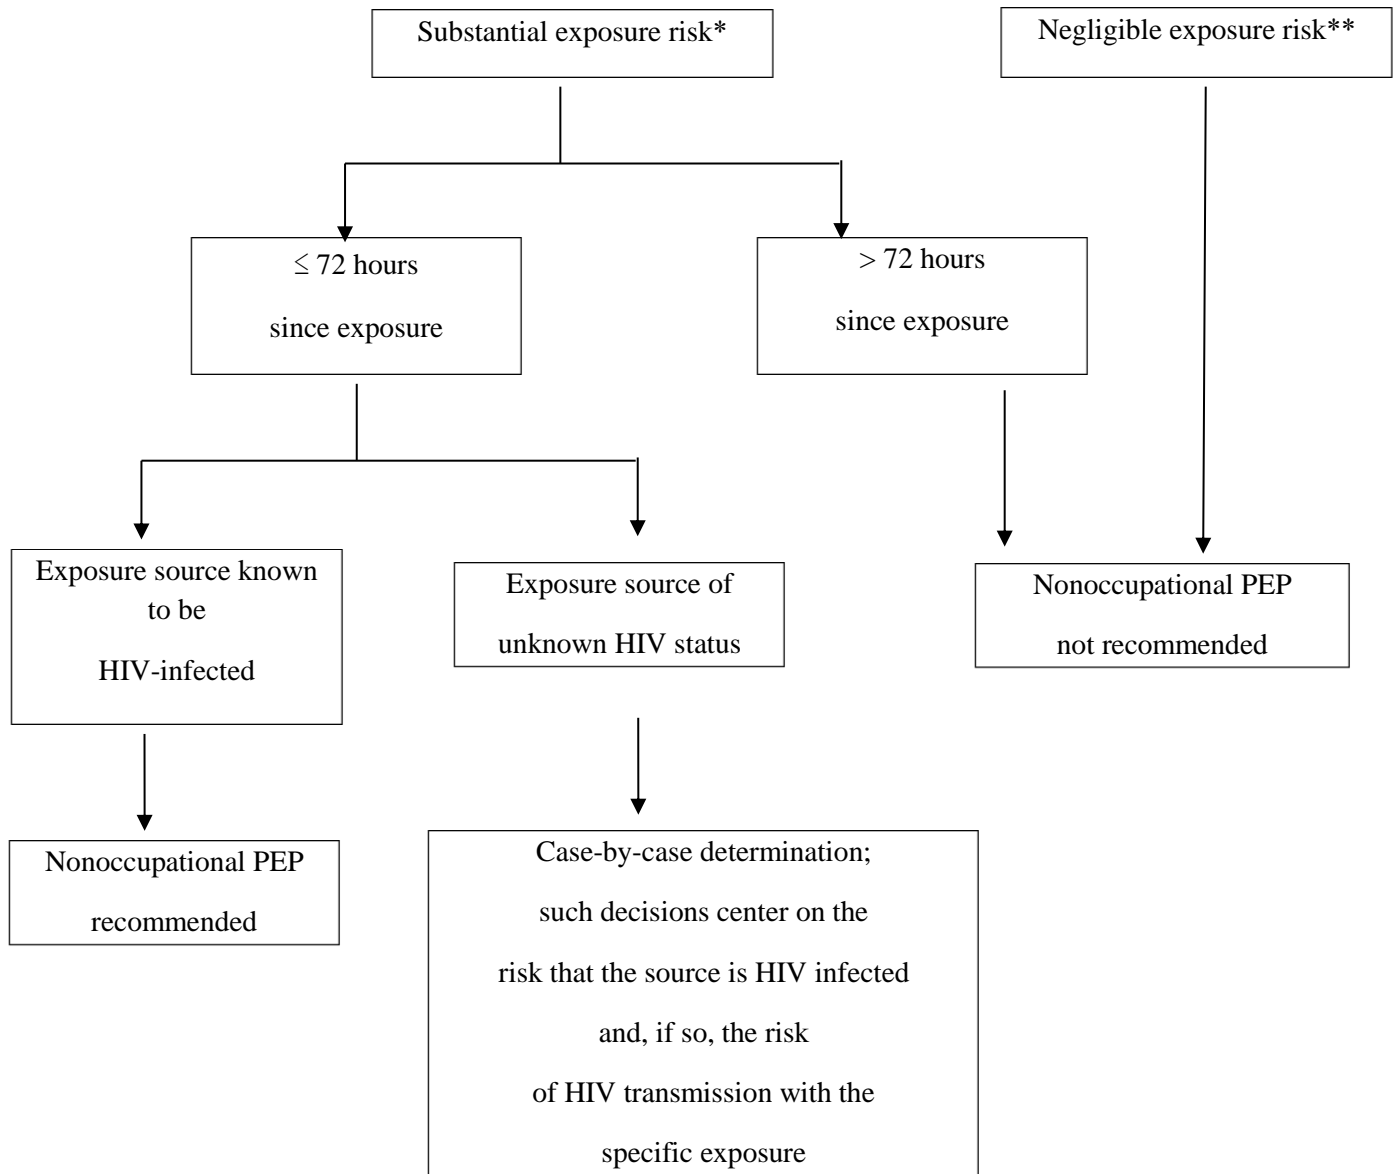 Substantial exposure risk*
Negligible exposure risk**
≤ 72 hours
since exposure
> 72 hours
since exposure
Exposure source known
to be
HIV-infected
Exposure source of
unknown HIV status
Nonoccupational PEP
not recommended
Nonoccupational PEP
recommended
Case-by-case determination;
such decisions center on the
risk that the source is HIV infected
and, if so, the risk
of HIV transmission with the
specific exposure